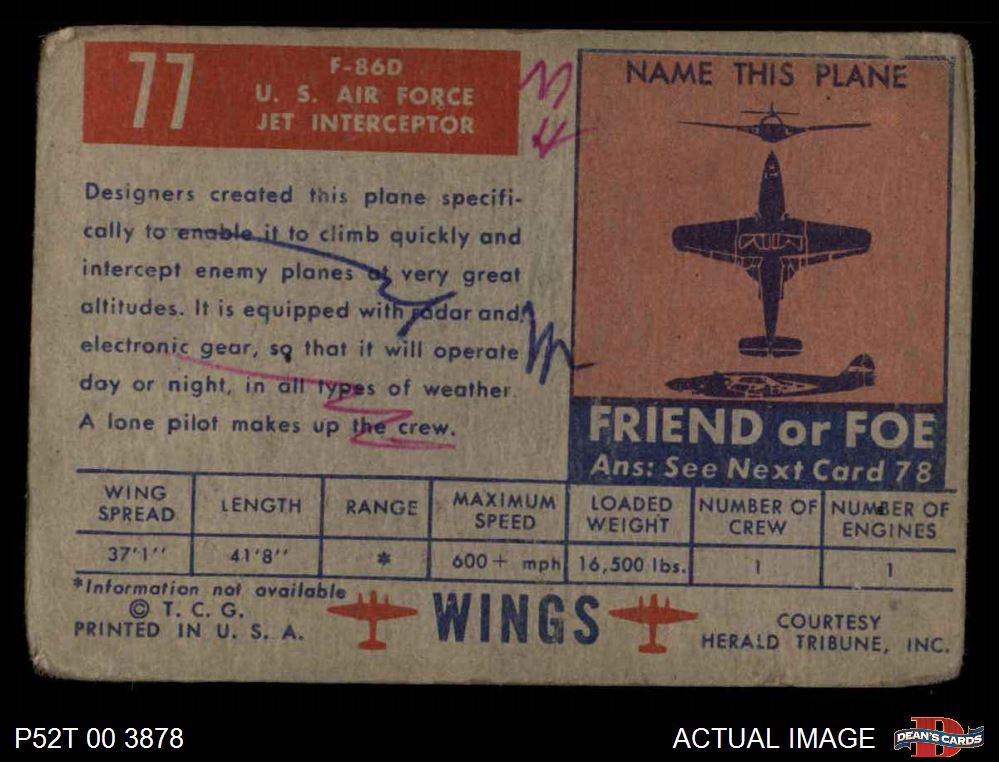 77
F-86D
U. S. AIR FORCE
JET INTERCEPTOR
Designers created this plane specifi-
cally to enable it to climb quickly and
intercept enemy planes at very great
altitudes. It is equipped with radar and
electronic gear, so that it will operate
day or night, in all types of weather.
A lone pilot makes up the crew.
NAME THIS PLANE
FRIEND or FOE
Ans: See Next Card 78
WING SPREAD
LENGTH
RANGE
MAXIMUM SPEED
LOADED WEIGHT
NUMBER OF CREW
NUMBER OF ENGINES
37'1''
41'8''
*
600+ mph
16,500 lbs.
1
1
*Information not available
© T. C. G.
PRINTED IN U. S. A.
WINGS
COURTESY
HERALD TRIBUNE, INC.
P52T 00 3878
ACTUAL IMAGE
DEAN'S CARDS